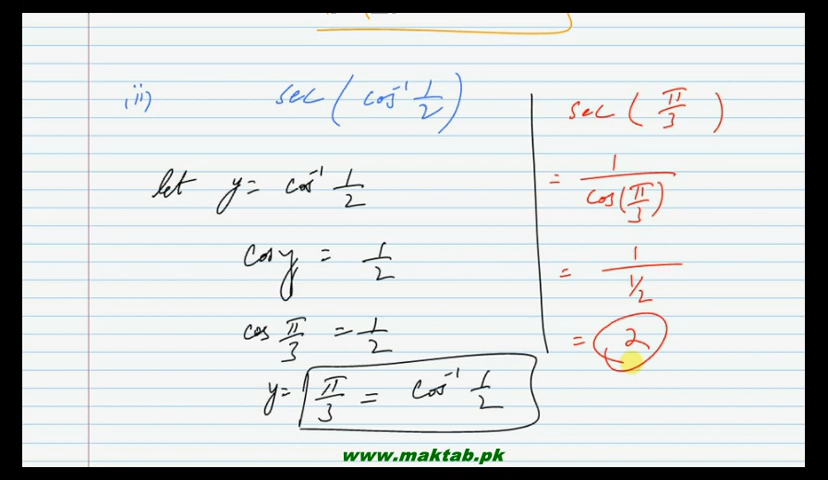 (ii) sec ( cos⁻¹ 1/2 )
let y = cos⁻¹ 1/2
cos y = 1/2
cos π/3 = 1/2
y = π/3 = cos⁻¹ 1/2
sec ( π/3 )
= 1/cos(π/3)
= 1/(1/2)
= 2
www.maktab.pk